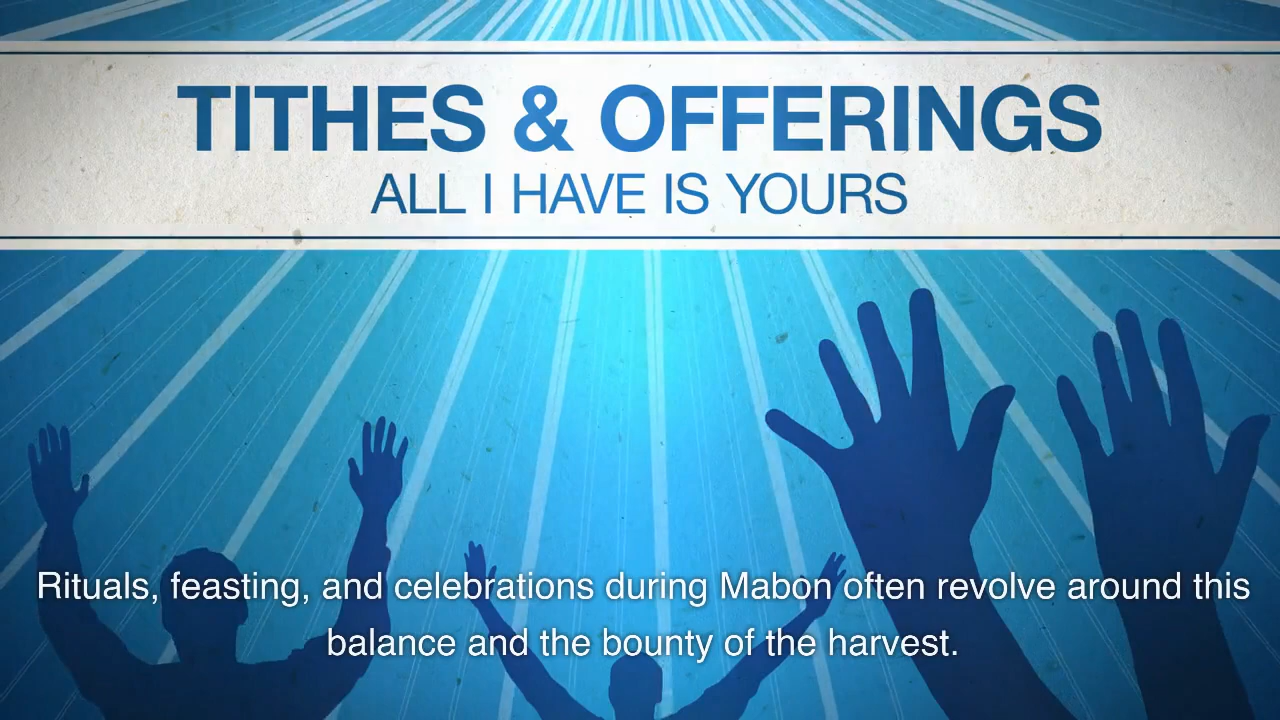 TITHES & OFFERINGS
ALL I HAVE IS YOURS
Rituals, feasting, and celebrations during Mabon often revolve around this
balance and the bounty of the harvest.